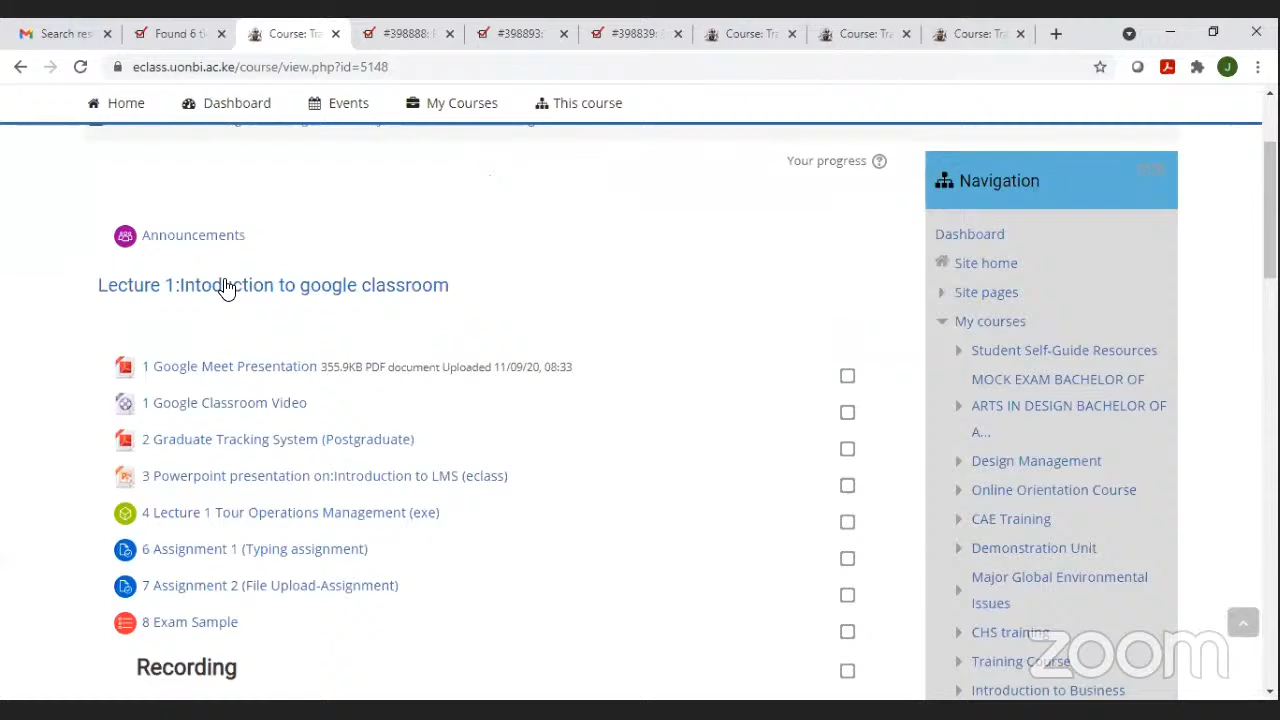 Search res
Found 6 ti
Course: Tra
#398888:
#398893:
#398839:
Course: Tra
Course: Tra
Course: Tra
eclass.uonbi.ac.ke/course/view.php?id=5148
J
Home
Dashboard
Events
My Courses
This course
Your progress
Announcements
Lecture 1:Intoduction to google classroom
1 Google Meet Presentation 355.9KB PDF document Uploaded 11/09/20, 08:33
1 Google Classroom Video
2 Graduate Tracking System (Postgraduate)
3 Powerpoint presentation on:Introduction to LMS (eclass)
4 Lecture 1 Tour Operations Management (exe)
6 Assignment 1 (Typing assignment)
7 Assignment 2 (File Upload-Assignment)
8 Exam Sample
Recording
Navigation
Dashboard
Site home
Site pages
My courses
Student Self-Guide Resources
MOCK EXAM BACHELOR OF
ARTS IN DESIGN BACHELOR OF
A...
Design Management
Online Orientation Course
CAE Training
Demonstration Unit
Major Global Environmental
Issues
CHS training
Training Course
Introduction to Business
zoom